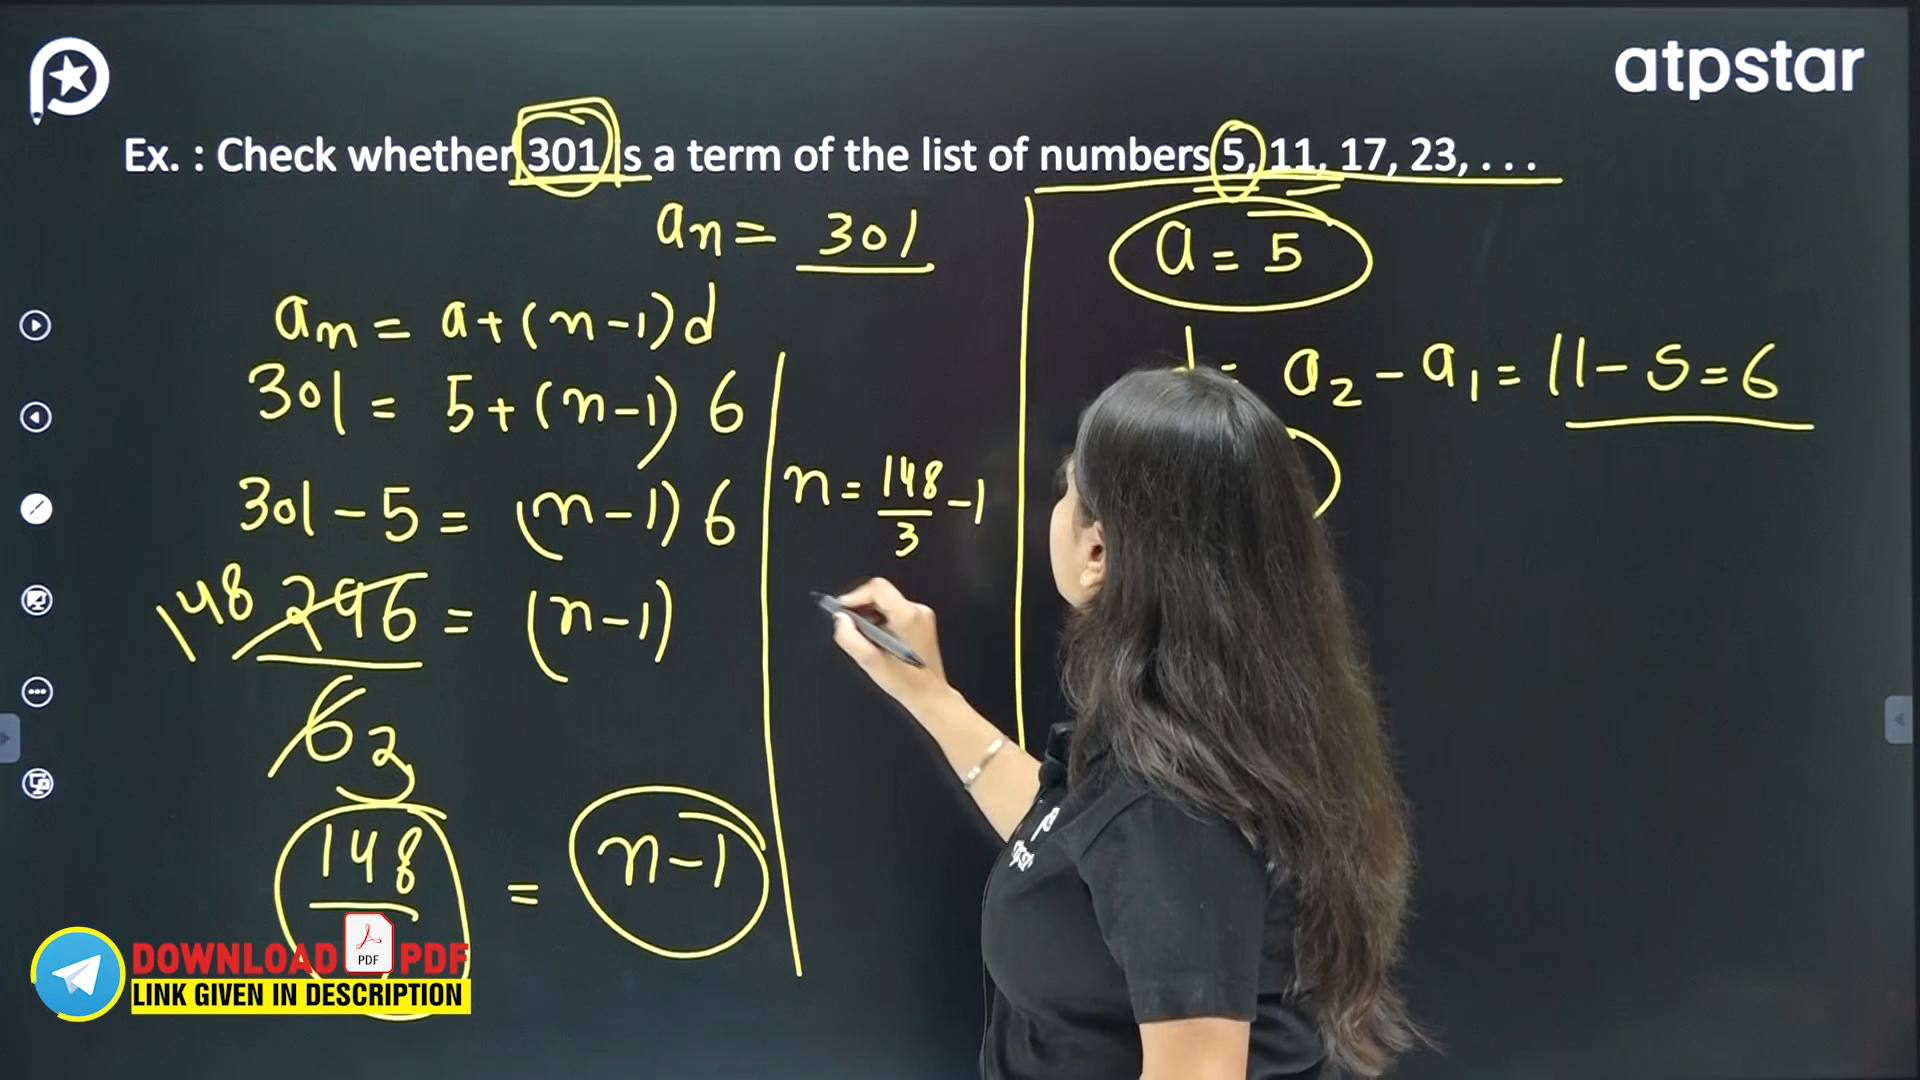 atpstar
Ex. : Check whether 301 is a term of the list of numbers 5, 11, 17, 23, . . .
an = 301
an = a + (n - 1) d
301 = 5 + (n - 1) 6
301 - 5 = (n - 1) 6
148 296 = (n - 1)
6 3
148 = n - 1
n = 148/3 - 1
a = 5
= a2 - a1 = 11 - 5 = 6
DOWNLOAD PDF PDF
LINK GIVEN IN DESCRIPTION